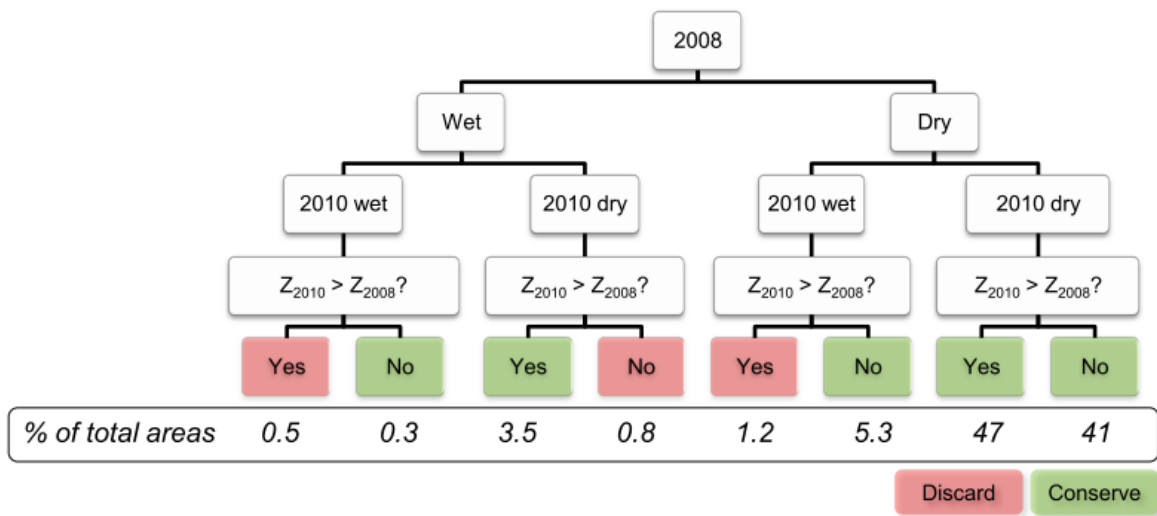 2008
Wet Dry
2010 wet 2010 dry 2010 wet 2010 dry
Z2010 > Z2008? Z2010 > Z2008? Z2010 > Z2008? Z2010 > Z2008?
Yes No Yes No Yes No Yes No
% of total areas 0.5 0.3 3.5 0.8 1.2 5.3 47 41
Discard Conserve